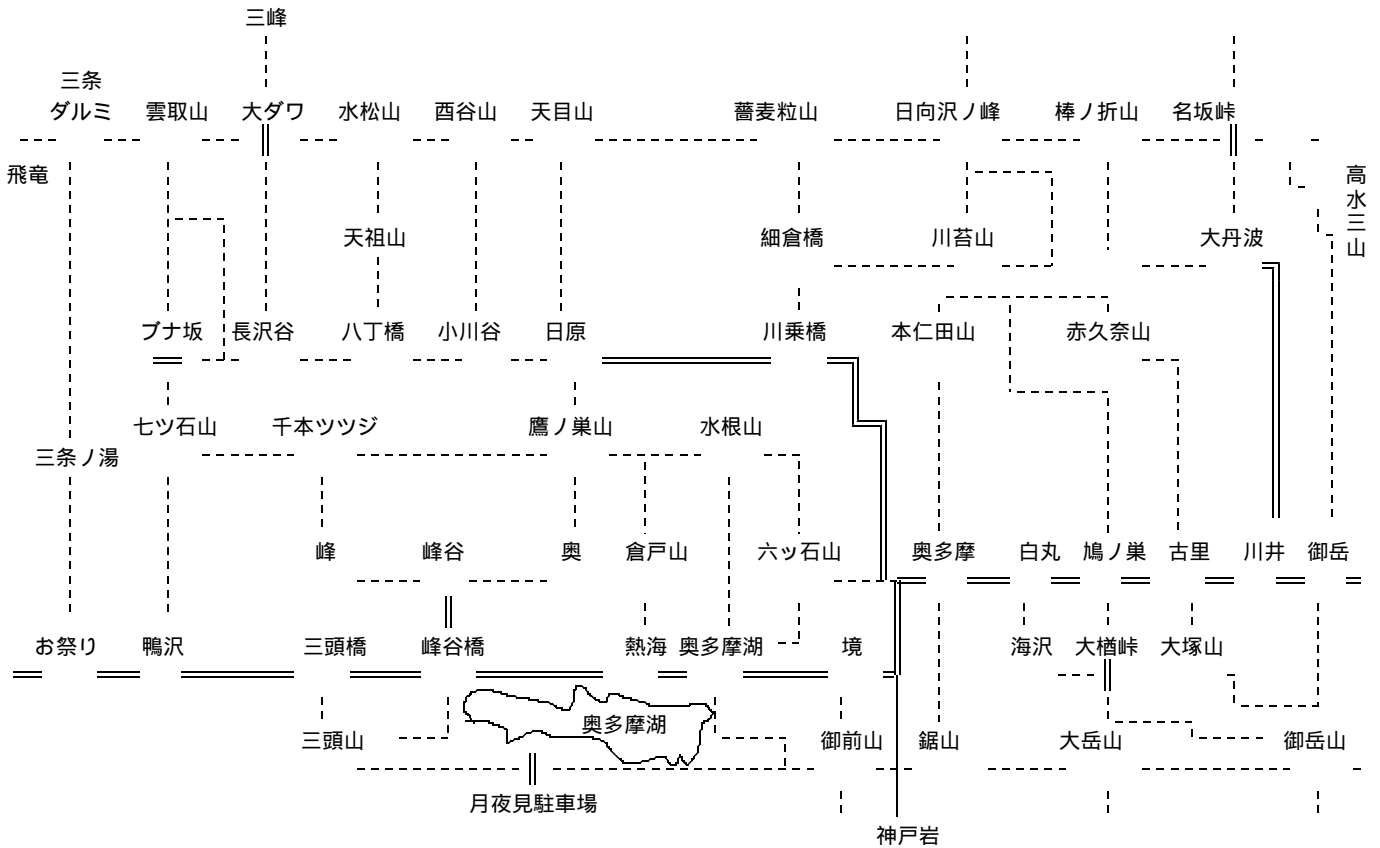 三峰
三条
ダルミ 雲取山 大ダワ 水松山 酉谷山 天目山 蕎麦粒山 日向沢ノ峰 棒ノ折山 名坂峠
飛竜
高水三山
天祖山 細倉橋 川苔山 大丹波
ブナ坂 長沢谷 八丁橋 小川谷 日原 川乗橋 本仁田山 赤久奈山
七ツ石山 千本ツツジ 鷹ノ巣山 水根山
三条ノ湯
峰 峰谷 奥 倉戸山 六ッ石山 奥多摩 白丸 鳩ノ巣 古里 川井 御岳
お祭り 鴨沢 三頭橋 峰谷橋 熱海 奥多摩湖 境 海沢 大楢峠 大塚山
奥多摩湖
三頭山 御前山 鋸山 大岳山 御岳山
月夜見駐車場
神戸岩